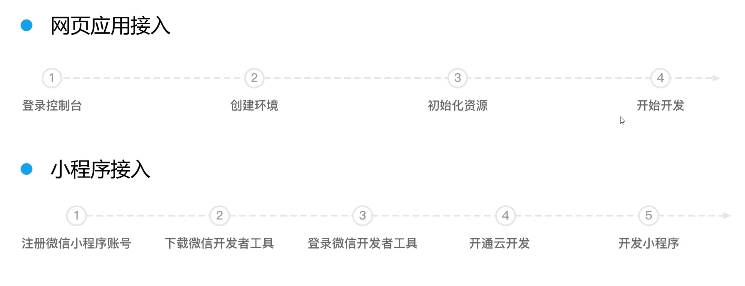 网页应用接入
1 2 3 4
登录控制台 创建环境 初始化资源 开始开发
小程序接入
1 2 3 4 5
注册微信小程序账号 下载微信开发者工具 登录微信开发者工具 开通云开发 开发小程序